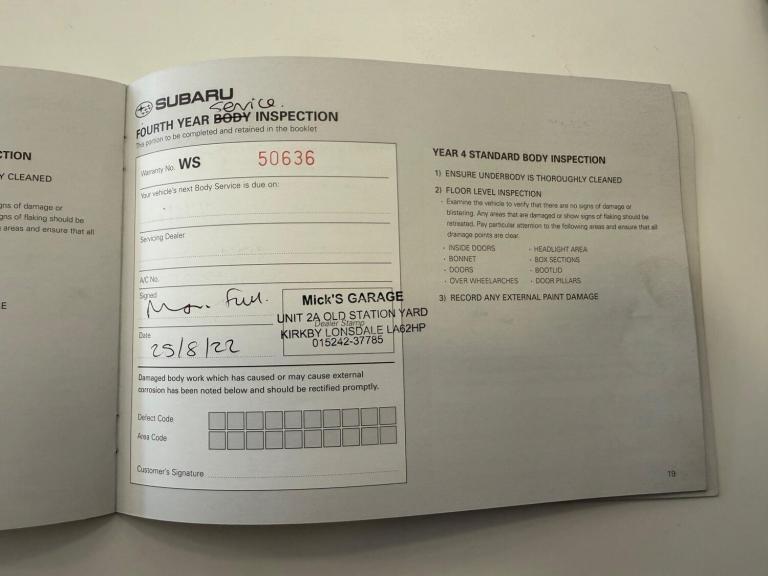 CTION
Y CLEANED
gns of damage or
gns of flaking should be
areas and ensure that all
E
SUBARU
service.
FOURTH YEAR BODY INSPECTION
This portion to be completed and retained in the booklet
Warranty No. WS 50636
Your vehicle's next Body Service is due on:
Servicing Dealer
A/C No.
Signed
Full.
Mick'S GARAGE
UNIT 2A OLD STATION YARD
Dealer Stamp
KIRKBY LONSDALE LA62HP
015242-37785
Date
25/8/22
Damaged body work which has caused or may cause external
corrosion has been noted below and should be rectified promptly.
Defect Code
Area Code
Customer's Signature
YEAR 4 STANDARD BODY INSPECTION
1) ENSURE UNDERBODY IS THOROUGHLY CLEANED
2) FLOOR LEVEL INSPECTION
- Examine the vehicle to verify that there are no signs of damage or
blistering. Any areas that are damaged or show signs of flaking should be
retreated. Pay particular attention to the following areas and ensure that all
drainage points are clear.
- INSIDE DOORS
- BONNET
- DOORS
- OVER WHEELARCHES
- HEADLIGHT AREA
- BOX SECTIONS
- BOOTLID
- DOOR PILLARS
3) RECORD ANY EXTERNAL PAINT DAMAGE
19